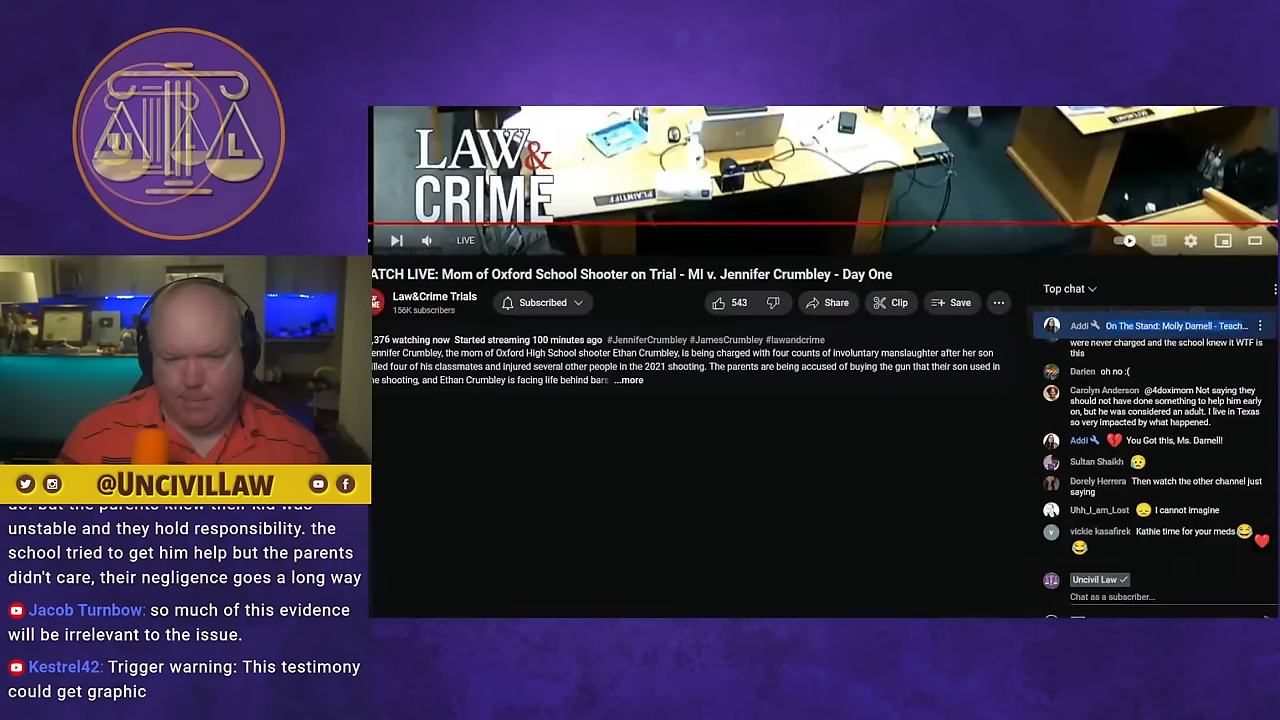 U L L
LAW&
CRIME
PLAINTIFF
LIVE
ATCH LIVE: Mom of Oxford School Shooter on Trial - MI v. Jennifer Crumbley - Day One
Law&Crime Trials
156K subscribers
Subscribed
543
Share
Clip
Save
,376 watching now Started streaming 100 minutes ago #JenniferCrumbley #JamesCrumbley #lawandcrime
ennifer Crumbley, the mom of Oxford High School shooter Ethan Crumbley, is being charged with four counts of involuntary manslaughter after her son
lled four of his classmates and injured several other people in the 2021 shooting. The parents are being accused of buying the gun that their son used in
he shooting, and Ethan Crumbley is facing life behind bars ...more
Top chat
Addi On The Stand: Molly Darnell - Teach...
were never charged and the school knew it WTF is
this
Darien oh no :(
Carolyn Anderson @4doximom Not saying they
should not have done something to help him early
on, but he was considered an adult. I live in Texas
so very impacted by what happened.
Addi 💔 You Got this, Ms. Darnell!
Sultan Shaikh 😥
Dorely Herrera Then watch the other channel just
saying
Uhh_I_am_Lost 😞 I cannot imagine
vickie kasafirek Kathie time for your meds😂
😂
Uncivil Law
Chat as a subscriber...
@UNCIVILLAW
do. but the parents knew their kid was
unstable and they hold responsibility. the
school tried to get him help but the parents
didn't care, their negligence goes a long way
Jacob Turnbow: so much of this evidence
will be irrelevant to the issue.
Kestrel42: Trigger warning: This testimony
could get graphic